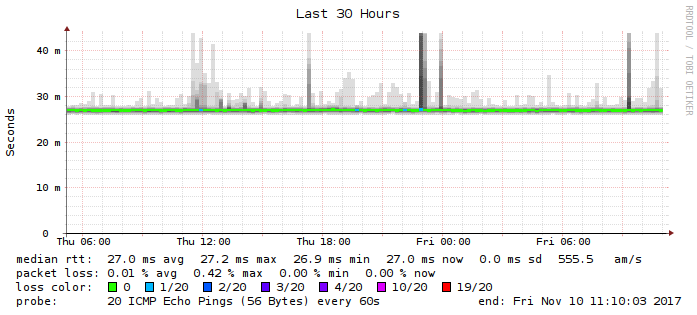 Last 30 Hours
RRDTOOL / TOBI OETIKER
Seconds
40 m
30 m
20 m
10 m
0
Thu 06:00 Thu 12:00 Thu 18:00 Fri 00:00 Fri 06:00
median rtt: 27.0 ms avg 27.2 ms max 26.9 ms min 27.0 ms now 0.0 ms sd 555.5 am/s
packet loss: 0.01 % avg 0.42 % max 0.00 % min 0.00 % now
loss color: 0 1/20 2/20 3/20 4/20 10/20 19/20
probe: 20 ICMP Echo Pings (56 Bytes) every 60s end: Fri Nov 10 11:10:03 2017